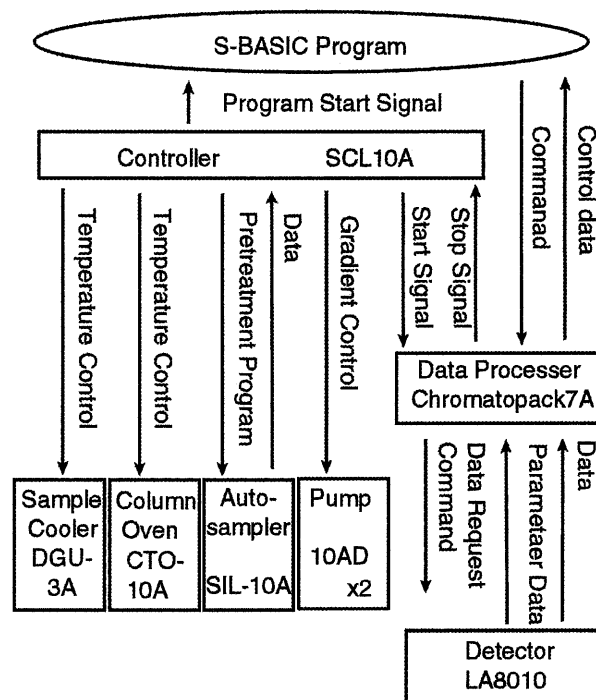 S-BASIC Program
Program Start Signal
Controller SCL10A
Commanad
Control data
Temperature Control
Temperature Control
Pretreatment Program
Data
Gradient Control
Start Signal
Stop Signal
Data Processer
Chromatopack7A
Sample
Cooler
DGU-
3A
Column
Oven
CTO-
10A
Auto-
sampler
SIL-10A
Pump
10AD
x2
Data Request
Command
Parametaer Data
Data
Detector
LA8010